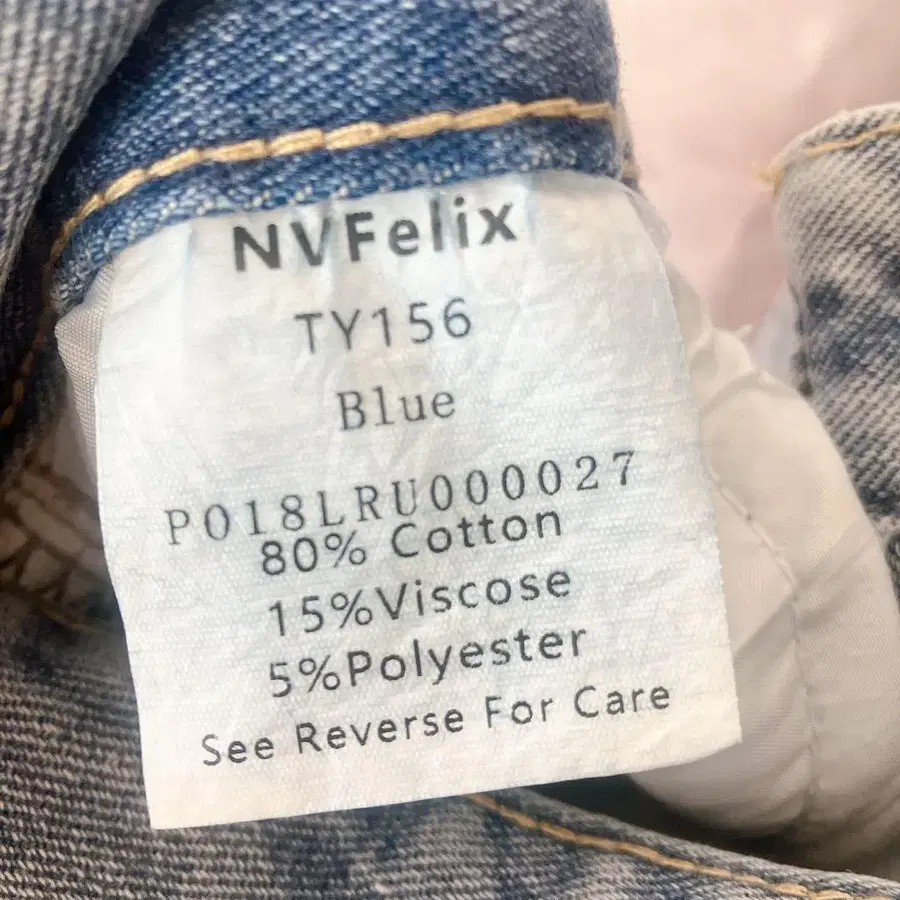 NVFelix
TY156
Blue
P018LRU000027
80% Cotton
15%Viscose
5%Polyester
See Reverse For Care